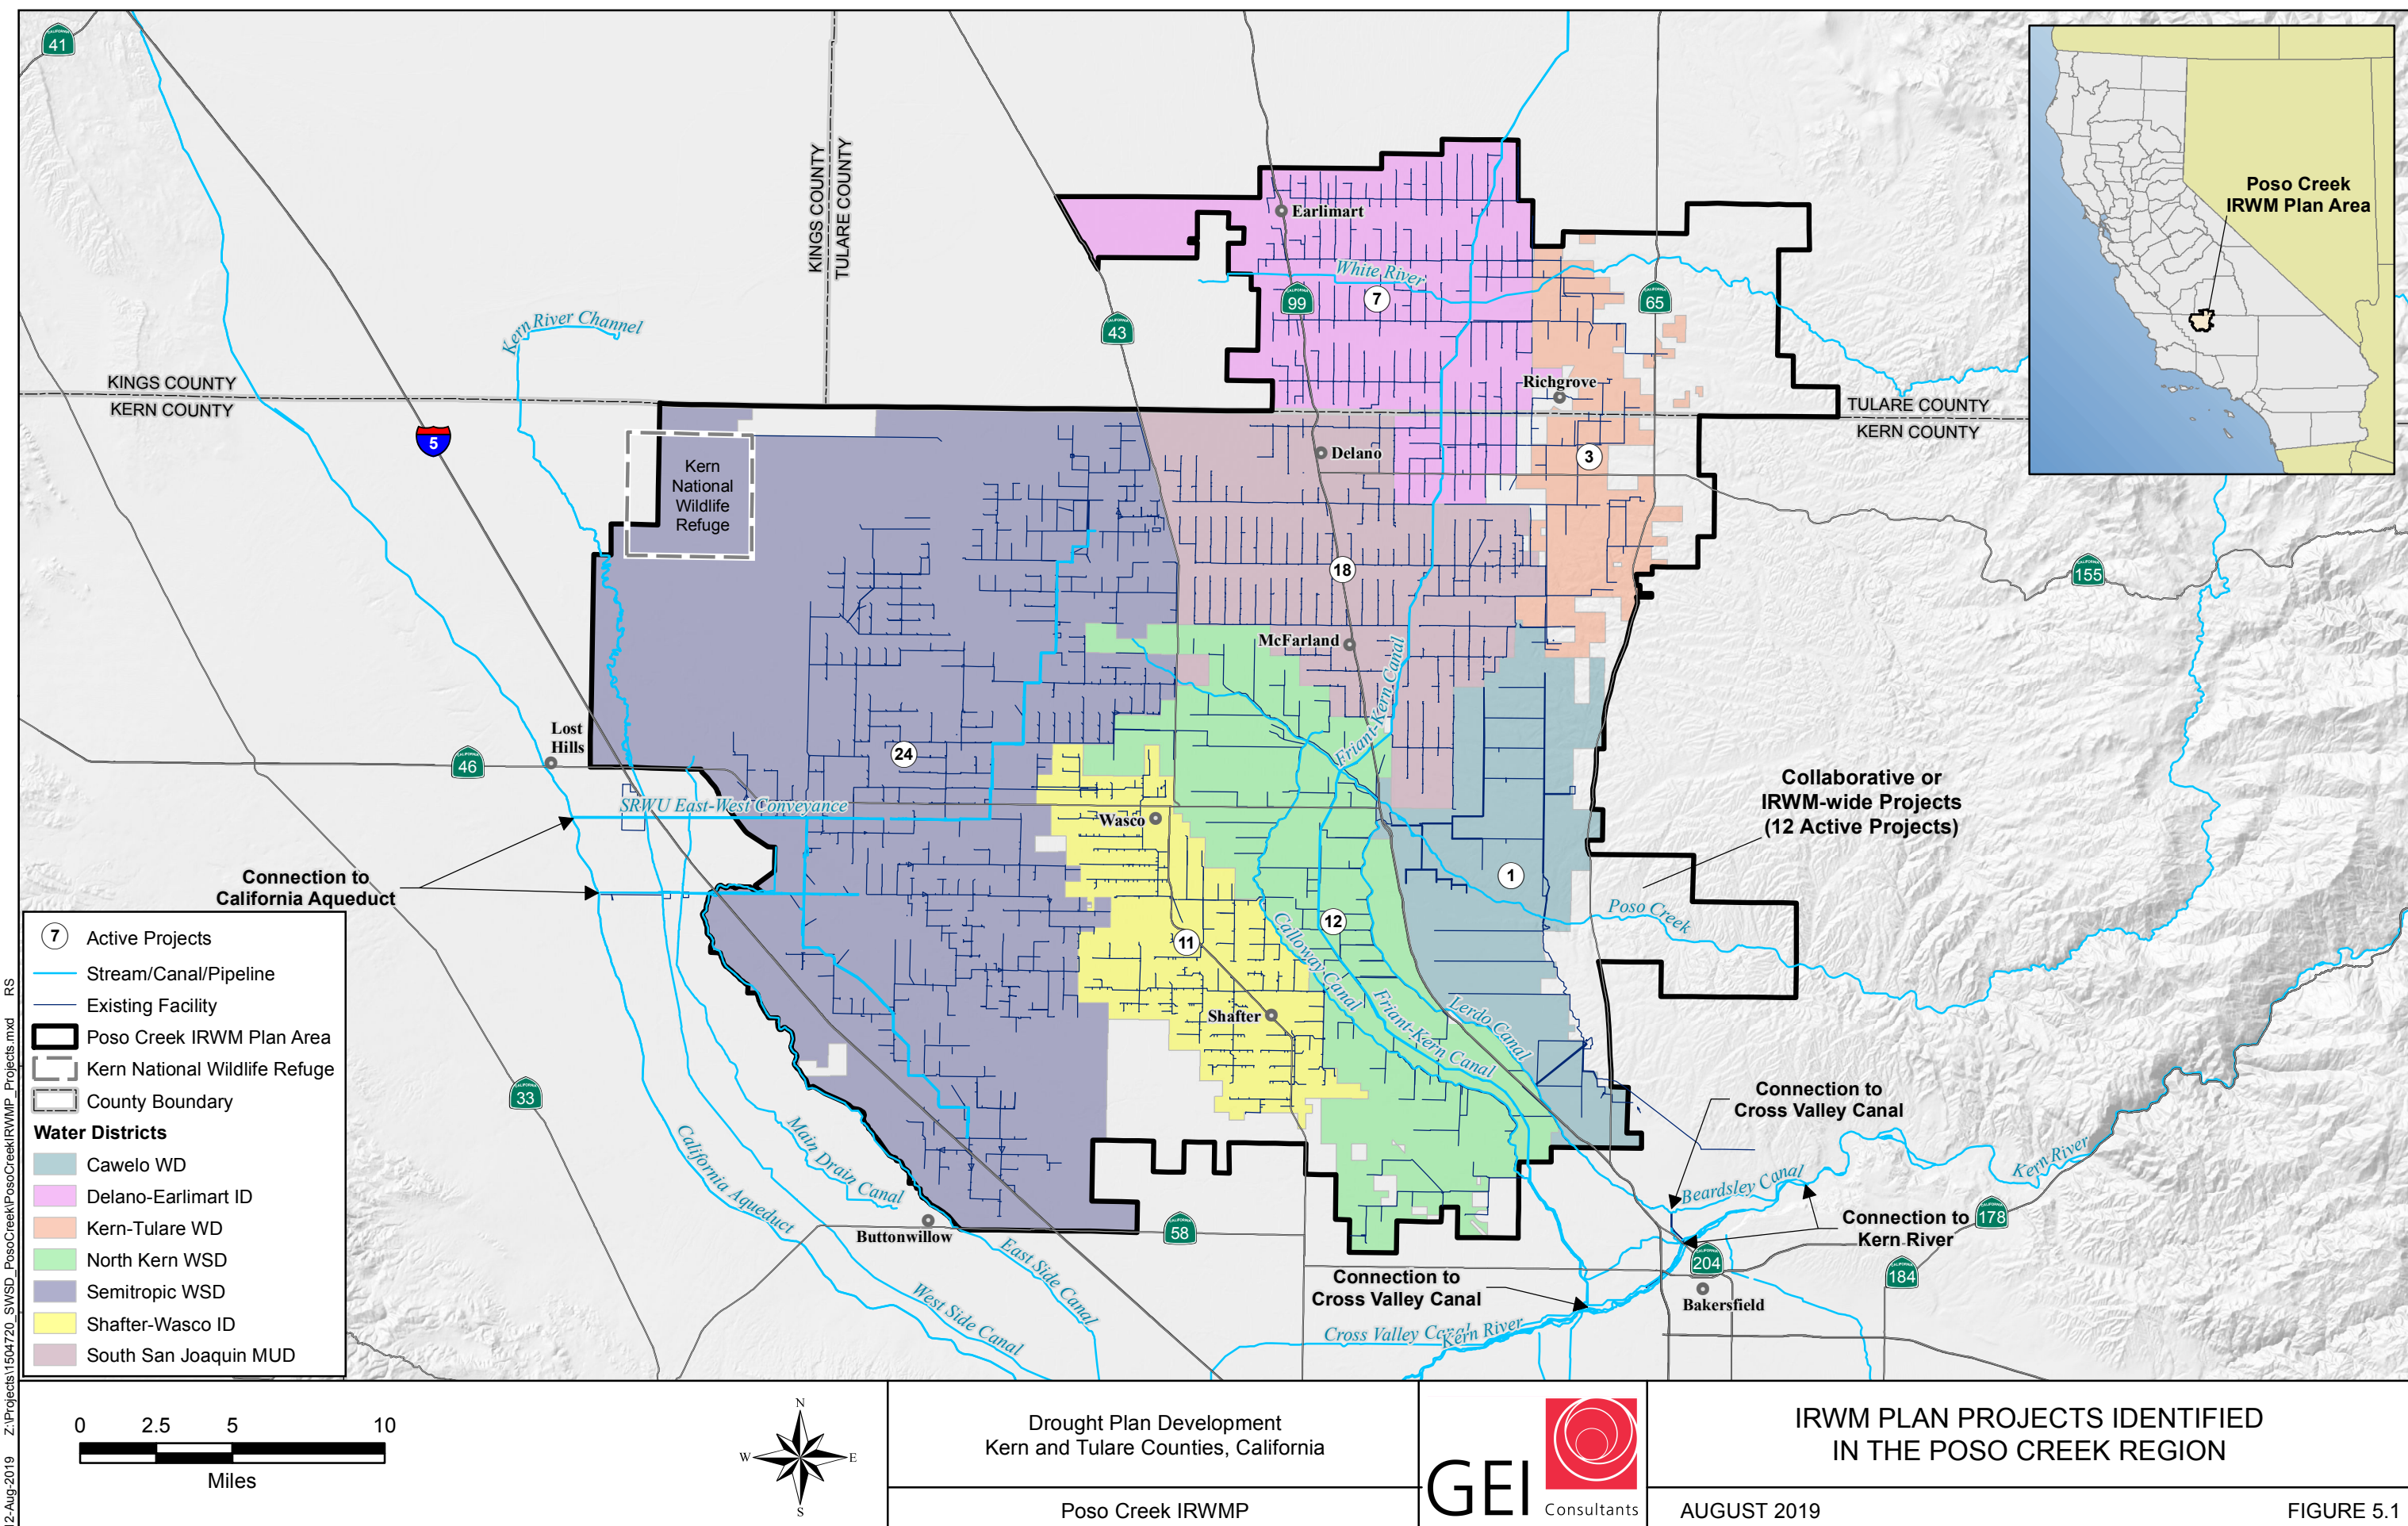 41
KINGS COUNTY
TULARE COUNTY
Poso Creek
IRWM Plan Area
Earlimart
White River
7
99
65
43
Kern River Channel
KINGS COUNTY
KERN COUNTY
Richgrove
TULARE COUNTY
KERN COUNTY
5
Delano
3
Kern
National
Wildlife
Refuge
18
155
McFarland
Friant-Kern Canal
Lost
Hills
24
46
Collaborative or
IRWM-wide Projects
(12 Active Projects)
SRWU East-West Conveyance
Wasco
Connection to
California Aqueduct
1
Poso Creek
12
11
Calloway Canal
Friant-Kern Canal
Lerdo Canal
Shafter
33
Connection to
Cross Valley Canal
Main Drain Canal
California Aqueduct
Kern River
Beardsley Canal
178
Connection to
Kern River
Buttonwillow
58
204
184
East Side Canal
West Side Canal
Connection to
Cross Valley Canal
Bakersfield
Cross Valley Canal
Kern River
7 Active Projects
Stream/Canal/Pipeline
Existing Facility
Poso Creek IRWM Plan Area
Kern National Wildlife Refuge
County Boundary
Water Districts
Cawelo WD
Delano-Earlimart ID
Kern-Tulare WD
North Kern WSD
Semitropic WSD
Shafter-Wasco ID
South San Joaquin MUD
12-Aug-2019 Z:\Projects\1504720_SWSD_PosoCreek\PosoCreekIRWMP_Projects.mxd RS
0 2.5 5 10
Miles
N
W E
S
Drought Plan Development
Kern and Tulare Counties, California
Poso Creek IRWMP
GEI Consultants
IRWM PLAN PROJECTS IDENTIFIED
IN THE POSO CREEK REGION
AUGUST 2019
FIGURE 5.1